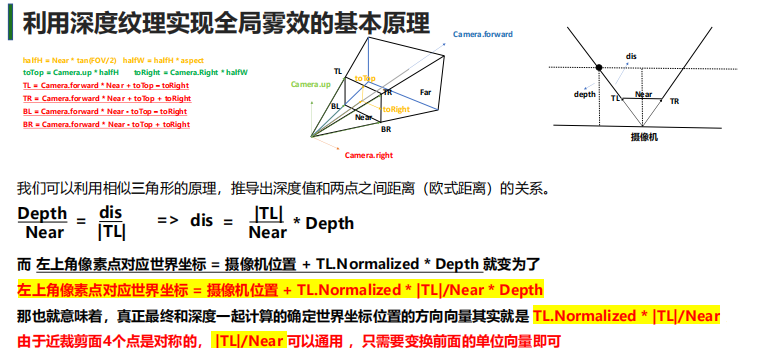 利用深度纹理实现全局雾效的基本原理
halfH = Near * tan(FOV/2) halfW = halfH * aspect
toTop = Camera.up * halfH toRight = Camera.Right * halfW
TL = Camera.forward * Near + toTop - toRight
TR = Camera.forward * Near + toTop + toRight
BL = Camera.forward * Near - toTop - toRight
BR = Camera.forward * Near - toTop + toRight
Camera.forward
TL
toTop
Camera.up
TR
Far
BL
toRight
Near
BR
Camera.right
dis
depth
TL
Near
TR
摄像机
我们可以利用相似三角形的原理，推导出深度值和两点之间距离（欧式距离）的关系。
Depth / Near = dis / |TL| => dis = |TL| / Near * Depth
而 左上角像素点对应世界坐标 = 摄像机位置 + TL.Normalized * Depth 就变为了
左上角像素点对应世界坐标 = 摄像机位置 + TL.Normalized * |TL|/Near * Depth
那也就意味着，真正最终和深度一起计算的确定世界坐标位置的方向向量其实就是 TL.Normalized * |TL|/Near
由于近裁剪面4个点是对称的， |TL|/Near 可以通用 ，只需要变换前面的单位向量即可